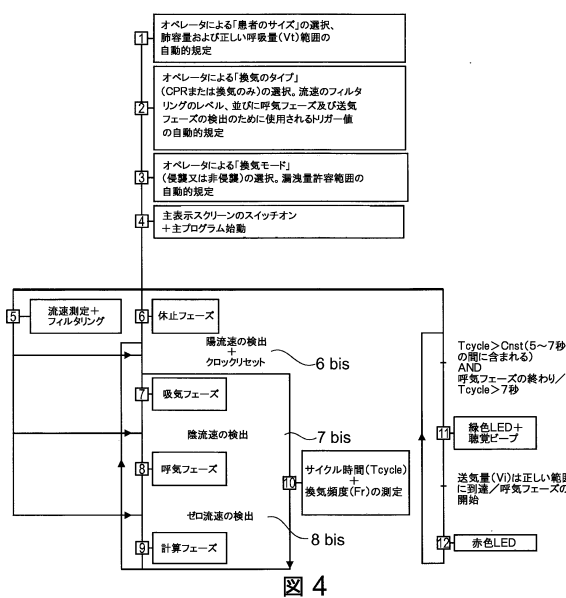 1
オペレータによる「患者のサイズ」の選択、
肺容量および正しい呼吸量(Vt)範囲の
自動的規定
2
オペレータによる「換気のタイプ」
(CPRまたは換気のみ)の選択。流速のフィルタ
リングのレベル、並びに呼気フェーズ及び送気
フェーズの検出のために使用されるトリガー値
の自動的規定
3
オペレータによる「換気モード」
(侵襲又は非侵襲)の選択。漏洩量許容範囲の
自動的規定
4
主表示スクリーンのスイッチオン
+主プログラム始動
5
流速測定+
フィルタリング
6
休止フェーズ
陽流速の検出
+
クロックリセット
6 bis
7
吸気フェーズ
陰流速の検出
7 bis
8
呼気フェーズ
ゼロ流速の検出
8 bis
9
計算フェーズ
10
サイクル時間(Tcycle)
+
換気頻度(Fr)の測定
Tcycle>Cnst(5~7秒
の間に含まれる)
AND
呼気フェーズの終わり/
Tcycle>7秒
11
緑色LED+
聴覚ビープ
送気量(Vi)は正しい範囲
に到達/呼気フェーズの
開始
12
赤色LED
図 4